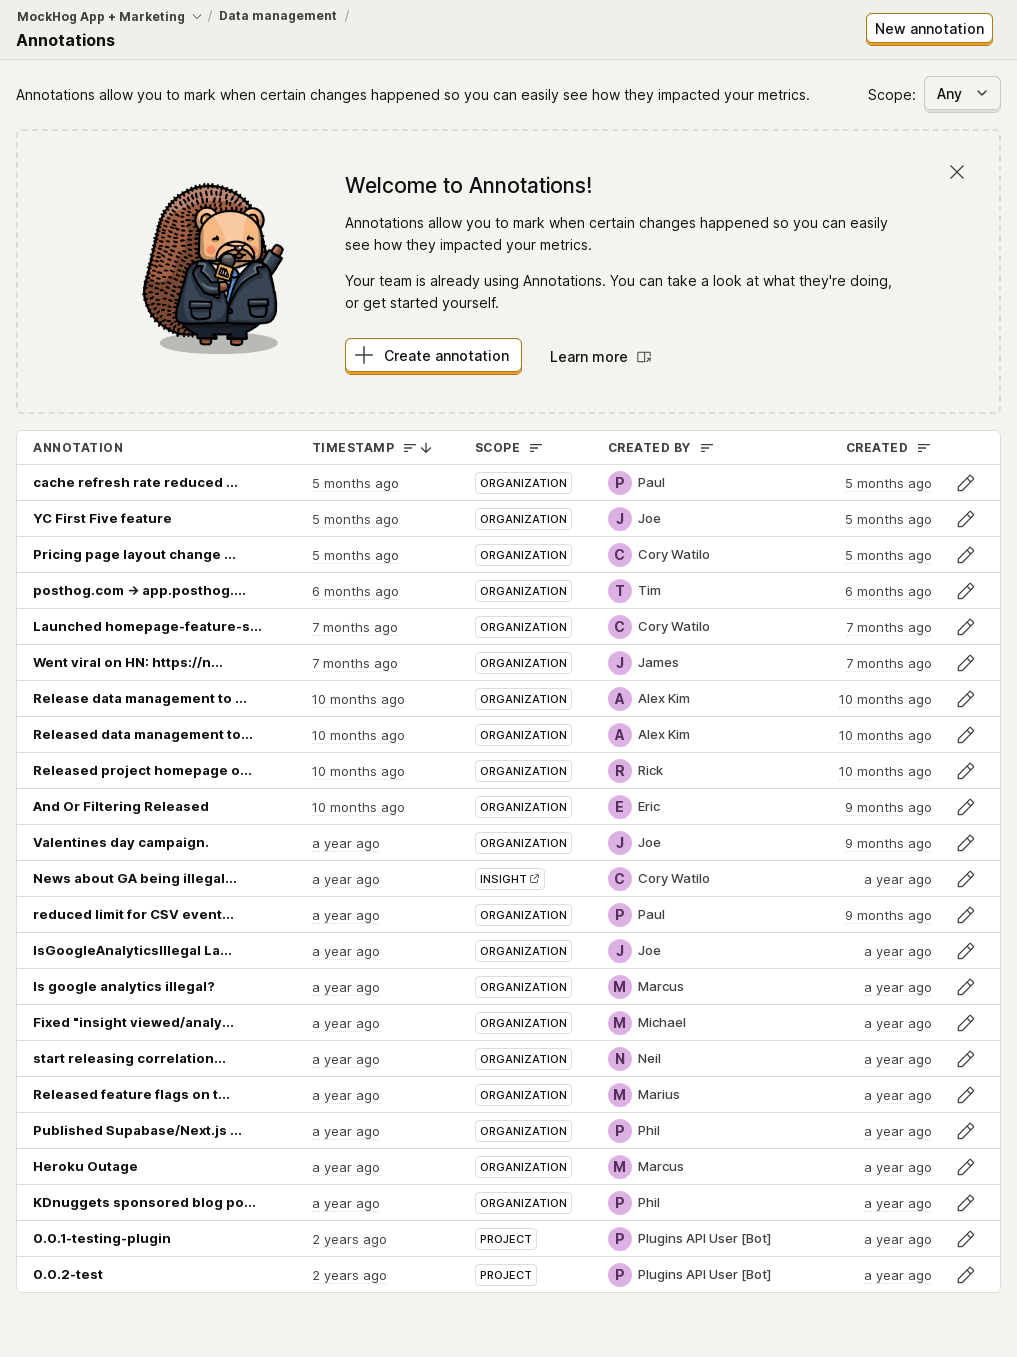 MockHog App + Marketing / Data management /
Annotations
New annotation
Annotations allow you to mark when certain changes happened so you can easily see how they impacted your metrics.
Scope: Any
Welcome to Annotations!
Annotations allow you to mark when certain changes happened so you can easily
see how they impacted your metrics.
Your team is already using Annotations. You can take a look at what they're doing,
or get started yourself.
Create annotation Learn more
ANNOTATION TIMESTAMP SCOPE CREATED BY CREATED
cache refresh rate reduced ... 5 months ago ORGANIZATION P Paul 5 months ago
YC First Five feature 5 months ago ORGANIZATION J Joe 5 months ago
Pricing page layout change ... 5 months ago ORGANIZATION C Cory Watilo 5 months ago
posthog.com → app.posthog.... 6 months ago ORGANIZATION T Tim 6 months ago
Launched homepage-feature-s... 7 months ago ORGANIZATION C Cory Watilo 7 months ago
Went viral on HN: https://n... 7 months ago ORGANIZATION J James 7 months ago
Release data management to ... 10 months ago ORGANIZATION A Alex Kim 10 months ago
Released data management to... 10 months ago ORGANIZATION A Alex Kim 10 months ago
Released project homepage o... 10 months ago ORGANIZATION R Rick 10 months ago
And Or Filtering Released 10 months ago ORGANIZATION E Eric 9 months ago
Valentines day campaign. a year ago ORGANIZATION J Joe 9 months ago
News about GA being illegal... a year ago INSIGHT C Cory Watilo a year ago
reduced limit for CSV event... a year ago ORGANIZATION P Paul 9 months ago
IsGoogleAnalyticsIllegal La... a year ago ORGANIZATION J Joe a year ago
Is google analytics illegal? a year ago ORGANIZATION M Marcus a year ago
Fixed "insight viewed/analy... a year ago ORGANIZATION M Michael a year ago
start releasing correlation... a year ago ORGANIZATION N Neil a year ago
Released feature flags on t... a year ago ORGANIZATION M Marius a year ago
Published Supabase/Next.js ... a year ago ORGANIZATION P Phil a year ago
Heroku Outage a year ago ORGANIZATION M Marcus a year ago
KDnuggets sponsored blog po... a year ago ORGANIZATION P Phil a year ago
0.0.1-testing-plugin 2 years ago PROJECT P Plugins API User [Bot] a year ago
0.0.2-test 2 years ago PROJECT P Plugins API User [Bot] a year ago